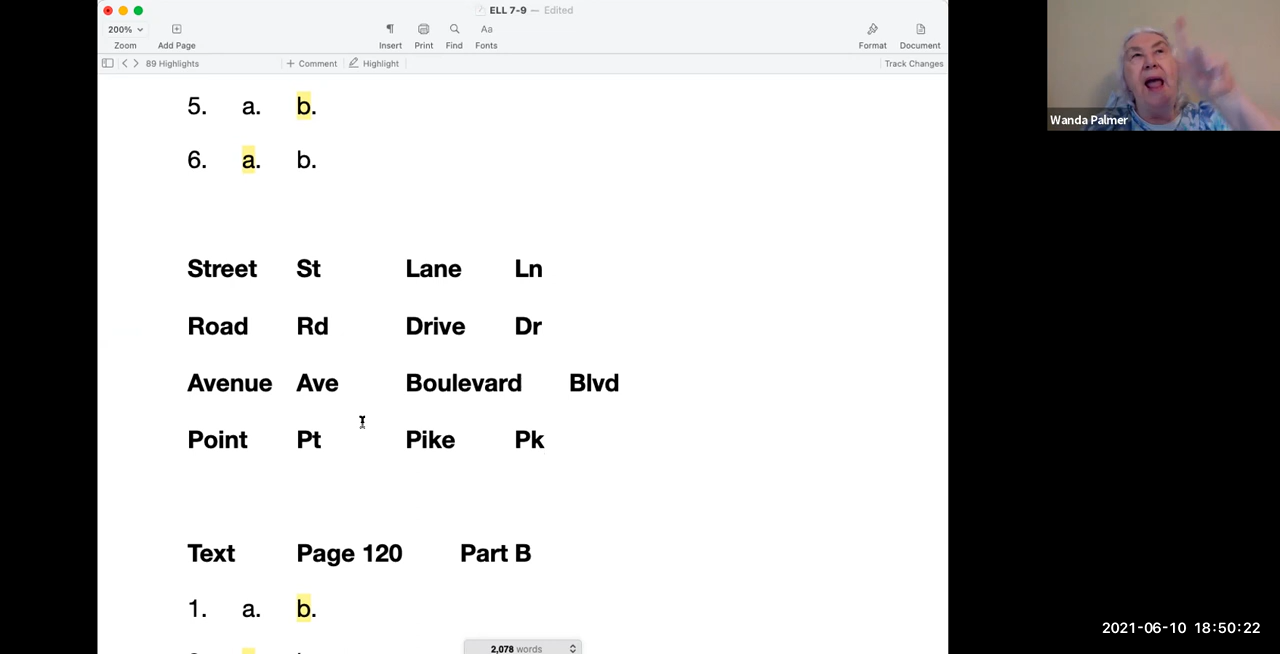 ELL 7-9 — Edited
200%
Zoom Add Page Insert Print Find Fonts Format Document
Aa
89 Highlights + Comment Highlight Track Changes
5. a. b.
6. a. b.
Street St Lane Ln
Road Rd Drive Dr
Avenue Ave Boulevard Blvd
Point Pt Pike Pk
Text Page 120 Part B
1. a. b.
2,078 words
Wanda Palmer
2021-06-10 18:50:22